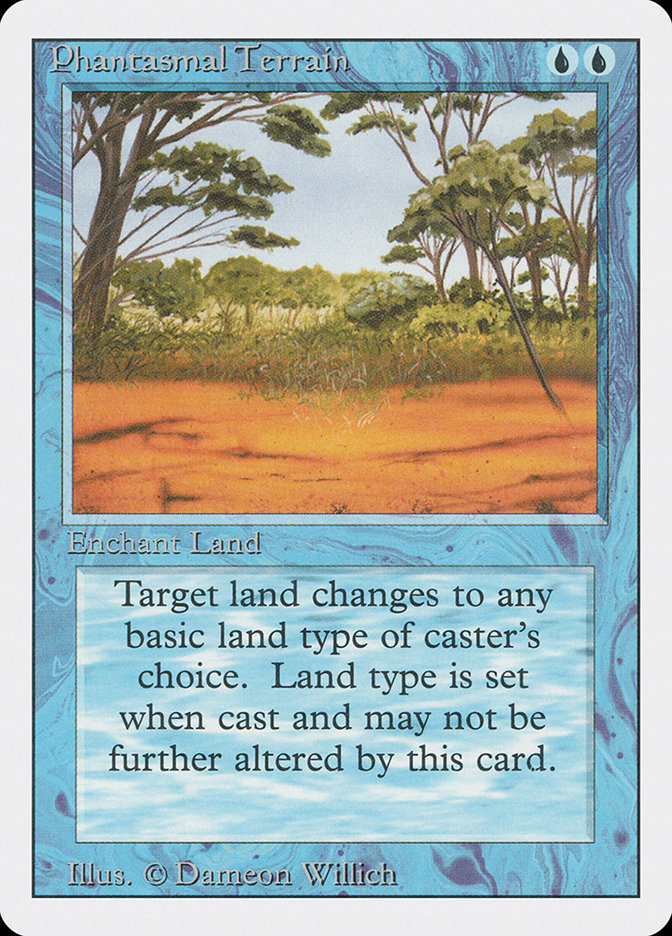 Phantasmal Terrain
Enchant Land
Target land changes to any
basic land type of caster's
choice. Land type is set
when cast and may not be
further altered by this card.
Illus. © Dameon Willich